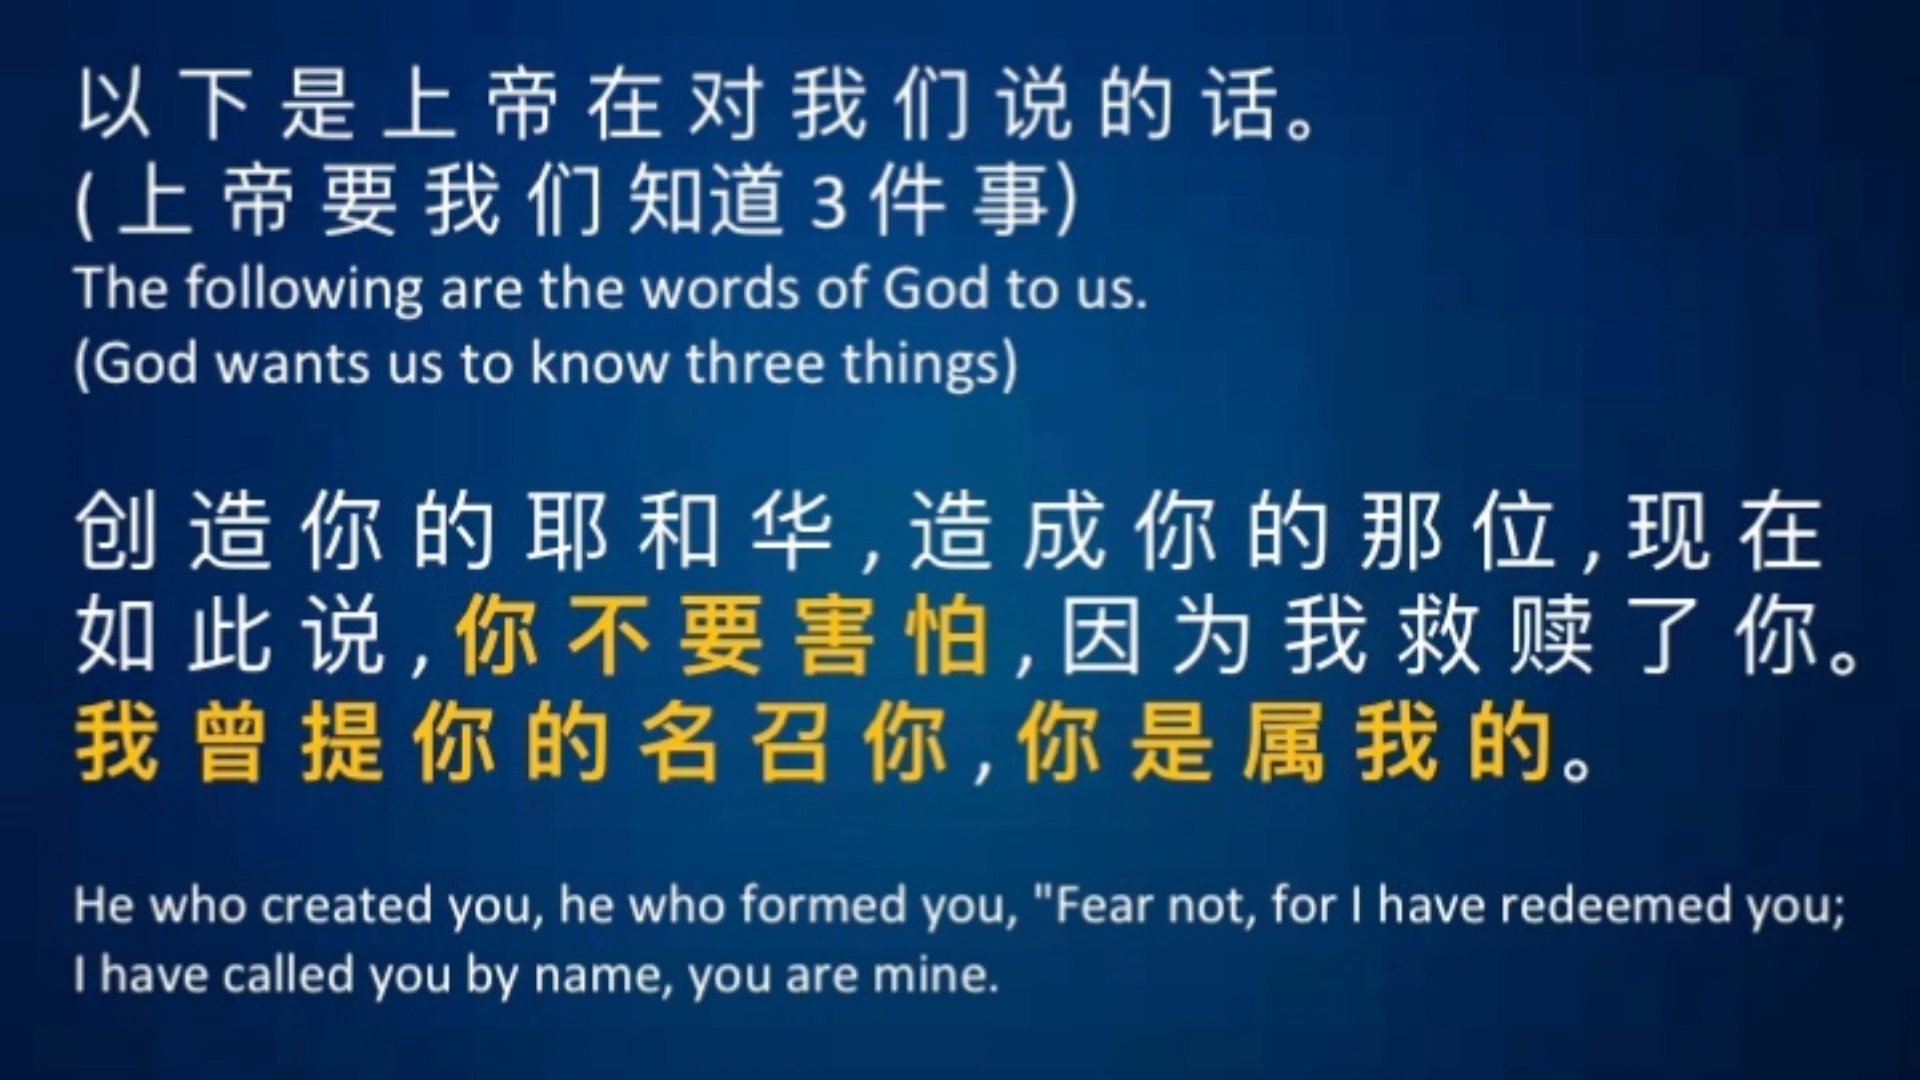 以下是上帝在对我们说的话。
(上帝要我们知道3件事)
The following are the words of God to us.
(God wants us to know three things)
创造你的耶和华,造成你的那位,现在
如此说,你不要害怕,因为我救赎了你。
我曾提你的名召你,你是属我的。
He who created you, he who formed you, "Fear not, for I have redeemed you;
I have called you by name, you are mine.